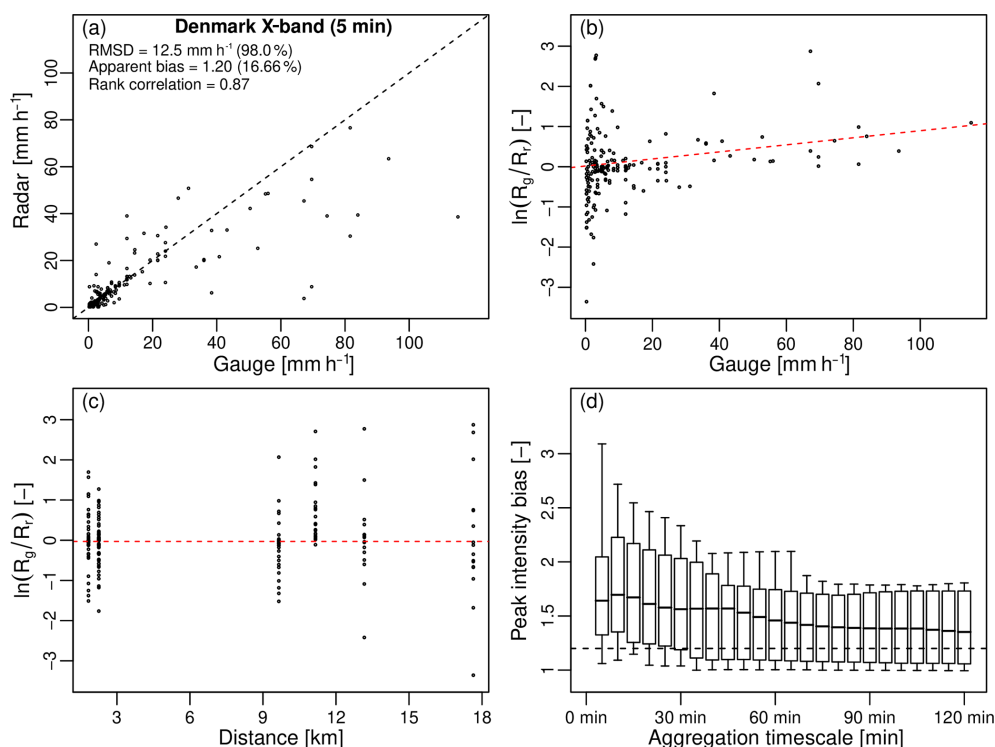 (a) Denmark X-band (5 min)
RMSD = 12.5 mm h⁻¹ (98.0 %)
Apparent bias = 1.20 (16.66 %)
Rank correlation = 0.87
Radar [mm h⁻¹]
100
80
60
40
20
0
0 20 40 60 80 100
Gauge [mm h⁻¹]
(b)
ln(Rg/Rr) [−]
3
2
1
0
−1
−2
−3
0 20 40 60 80 100
Gauge [mm h⁻¹]
(c)
ln(Rg/Rr) [−]
3
2
1
0
−1
−2
−3
3 6 9 12 15 18
Distance [km]
(d)
Peak intensity bias [−]
3
2.5
2
1.5
1
0 min 30 min 60 min 90 min 120 min
Aggregation timescale [min]